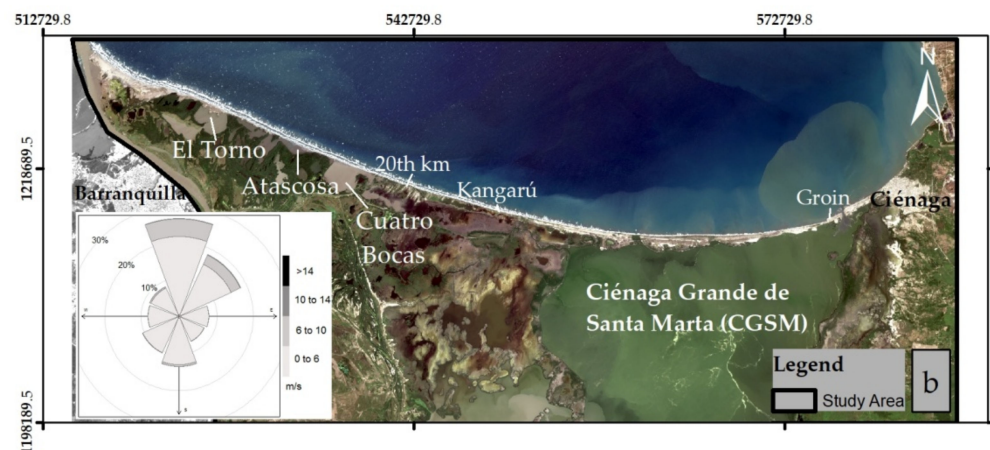 512729.8
542729.8
572729.8
1218689.5
1198189.5
N
El Torno
Atascosa
Barranquilla
20th km
Kangarú
Cuatro
Bocas
Groin
Ciénaga
Ciénaga Grande de
Santa Marta (CGSM)
30%
20%
10%
>14
10 to 14
6 to 10
0 to 6
m/s
Legend
Study Area
b